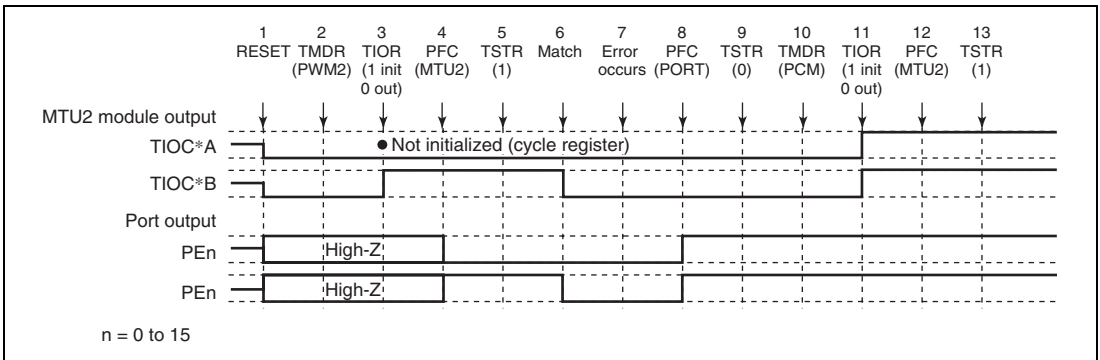 1 2 3 4 5 6 7 8 9 10 11 12 13
RESET TMDR TIOR PFC TSTR Match Error PFC TSTR TMDR TIOR PFC TSTR
(PWM2) (1 init (MTU2) (1) occurs (PORT) (0) (PCM) (1 init (MTU2) (1)
0 out) 0 out)
MTU2 module output
TIOC*A
● Not initialized (cycle register)
TIOC*B
Port output
PEn High-Z
PEn High-Z
n = 0 to 15